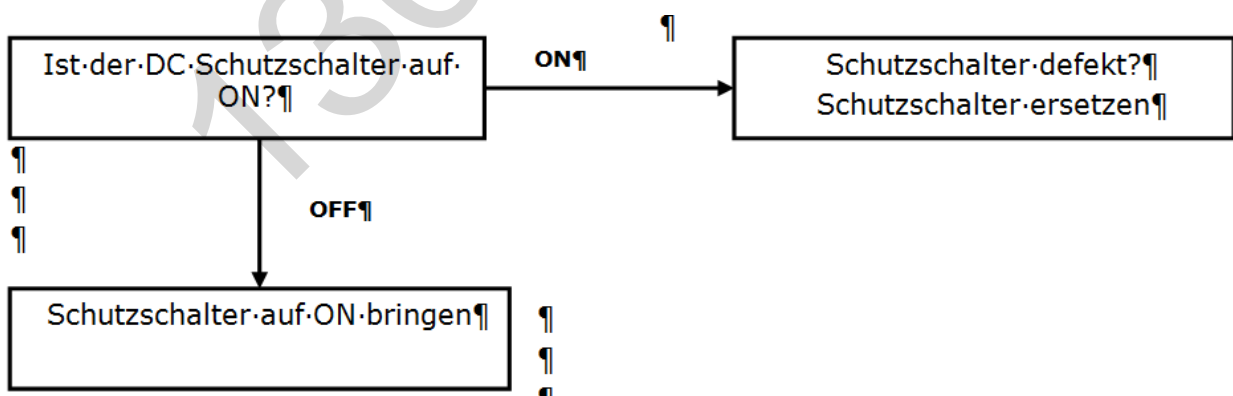 Ist·der·DC·Schutzschalter·auf·
ON?¶
ON¶
¶
Schutzschalter·defekt?¶
Schutzschalter·ersetzen¶
¶
¶
¶
OFF¶
Schutzschalter·auf·ON·bringen¶
¶
¶
¶